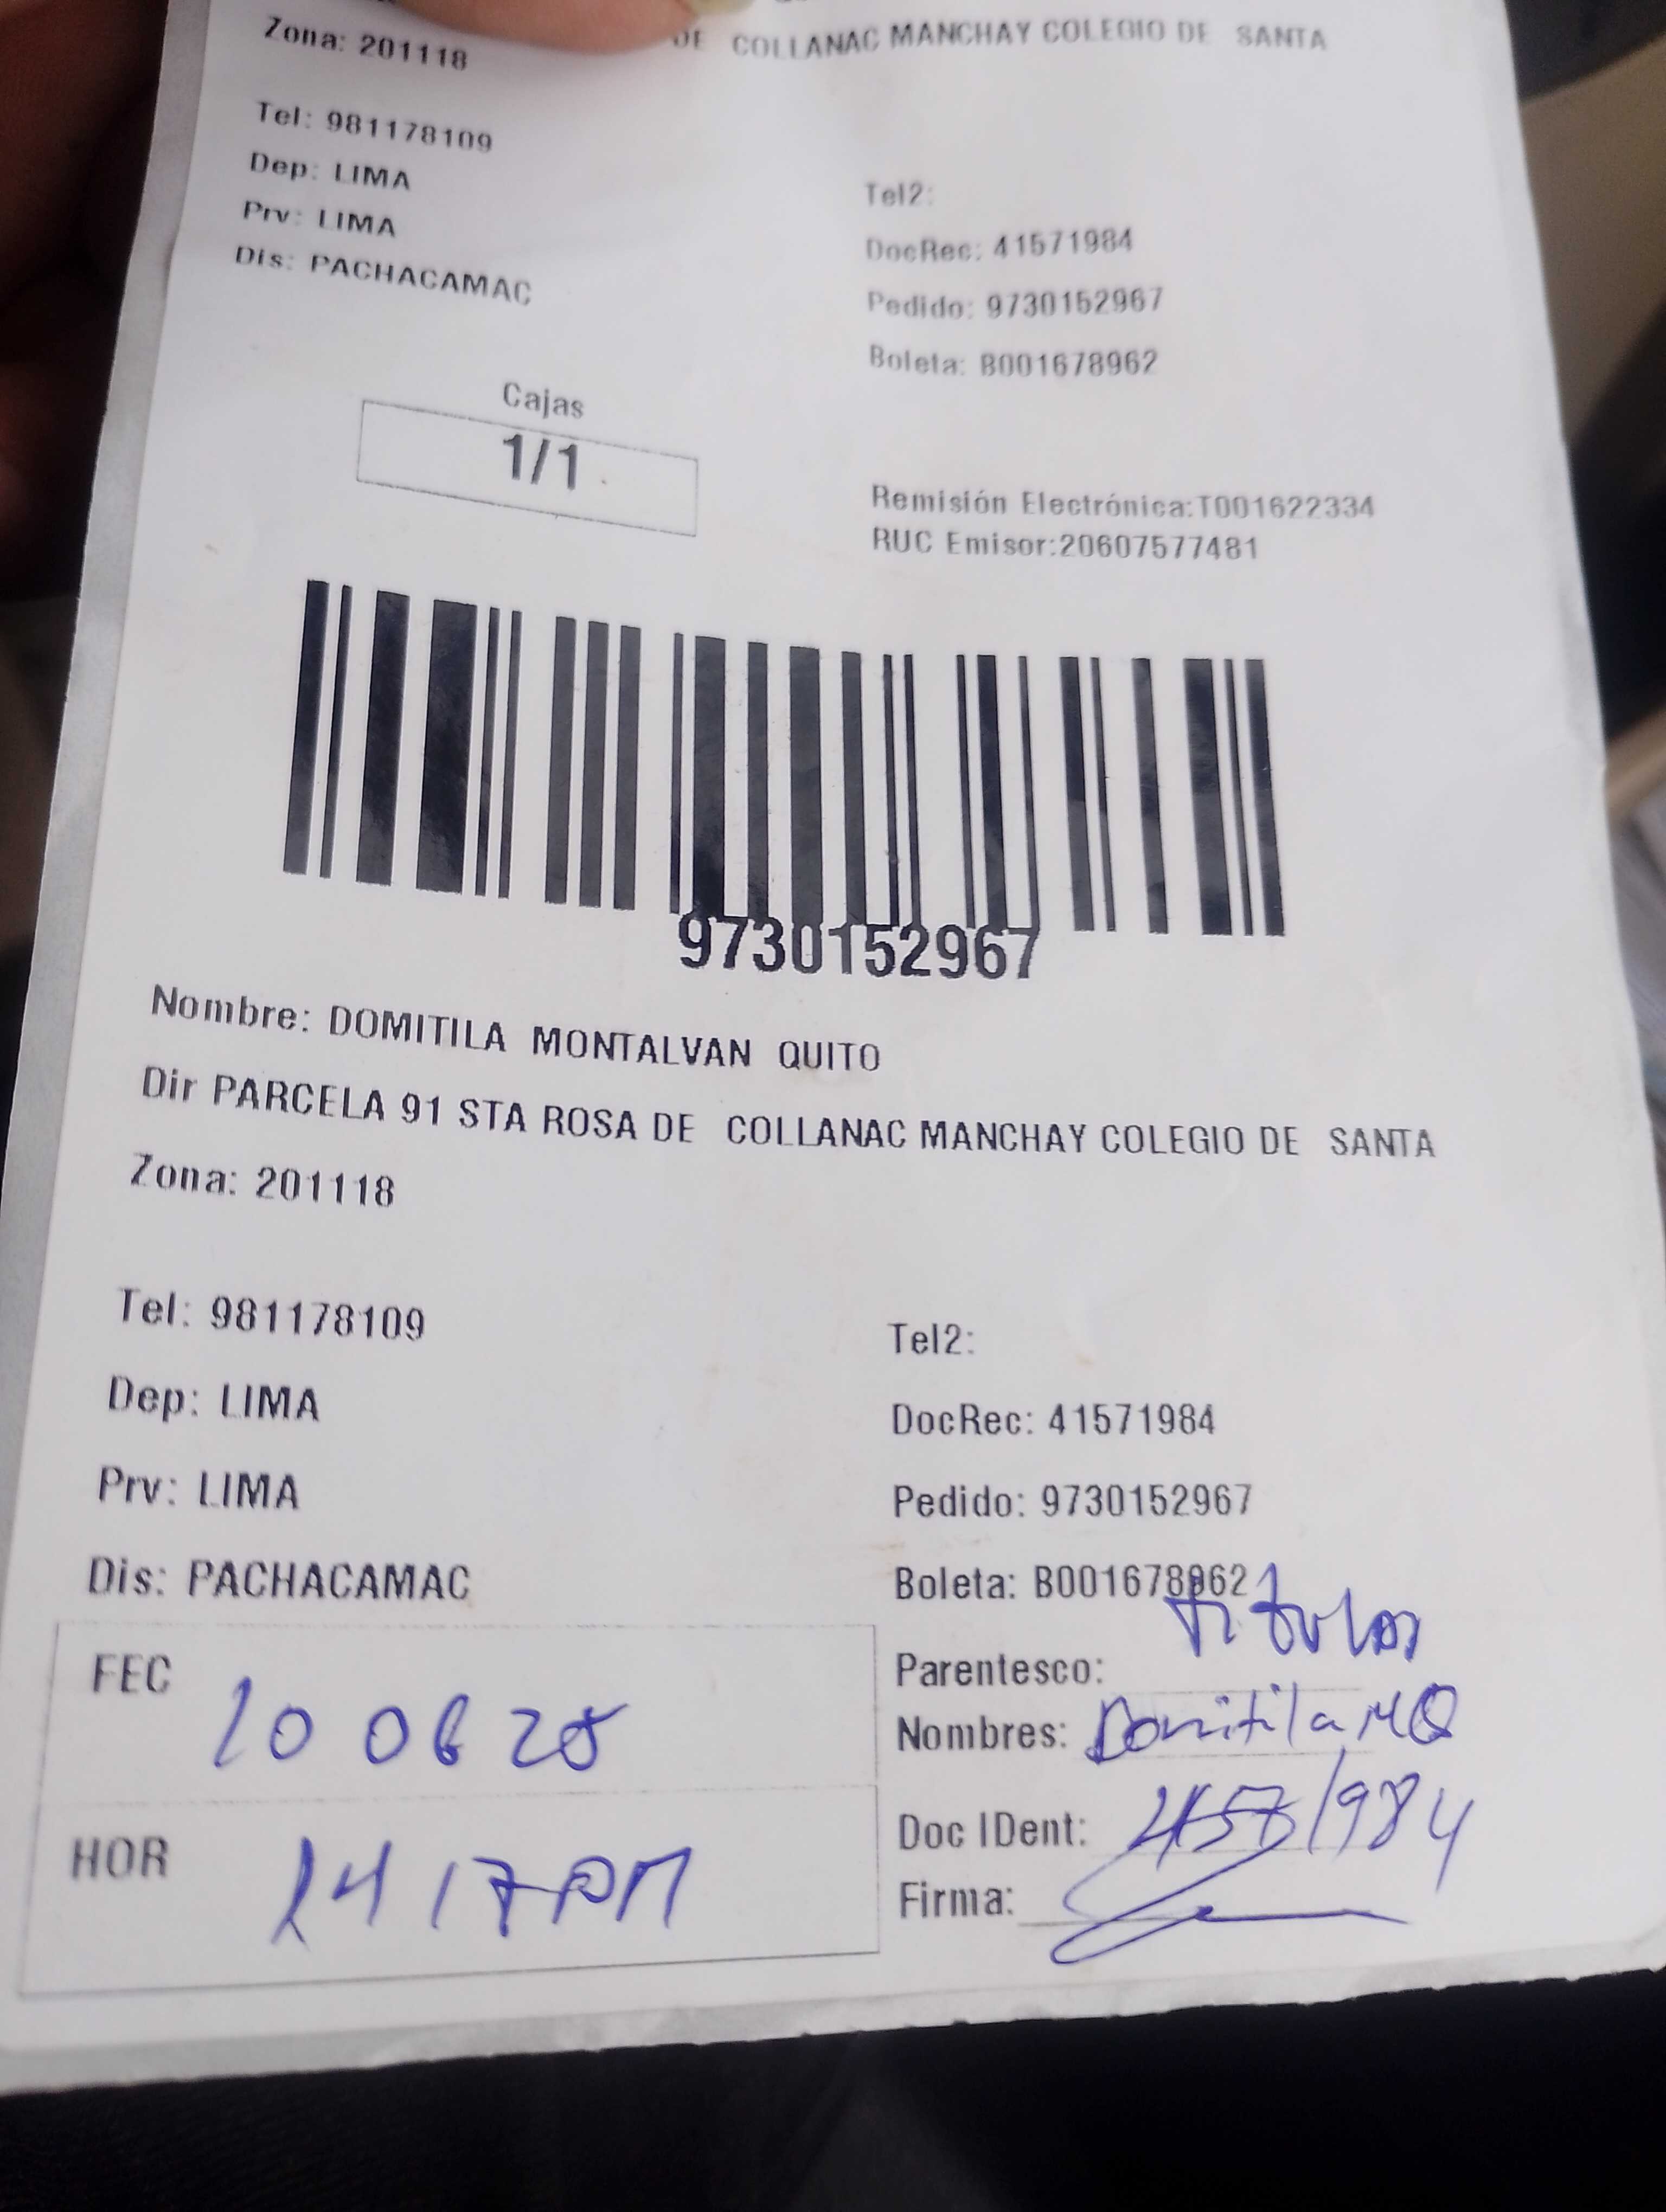 Zona: 201118
DE COLLANAC MANCHAY COLEGIO DE SANTA
Tel: 981178109
Dep: LIMA
Tel2:
Prv: LIMA
DocRec: 41571984
Dis: PACHACAMAC
Pedido: 9730152967
Boleta: B001678962
Cajas
1/1
Remisión Electrónica:T001622334
RUC Emisor:20607577481
9730152967
Nombre: DOMITILA MONTALVAN QUITO
Dir PARCELA 91 STA ROSA DE COLLANAC MANCHAY COLEGIO DE SANTA
Zona: 201118
Tel: 981178109
Tel2:
Dep: LIMA
DocRec: 41571984
Prv: LIMA
Pedido: 9730152967
Dis: PACHACAMAC
Boleta: B001678962
FEC
Parentesco: titular
Nombres: Domitila MQ
HOR 1417PM
Doc IDent: 41571984
Firma: